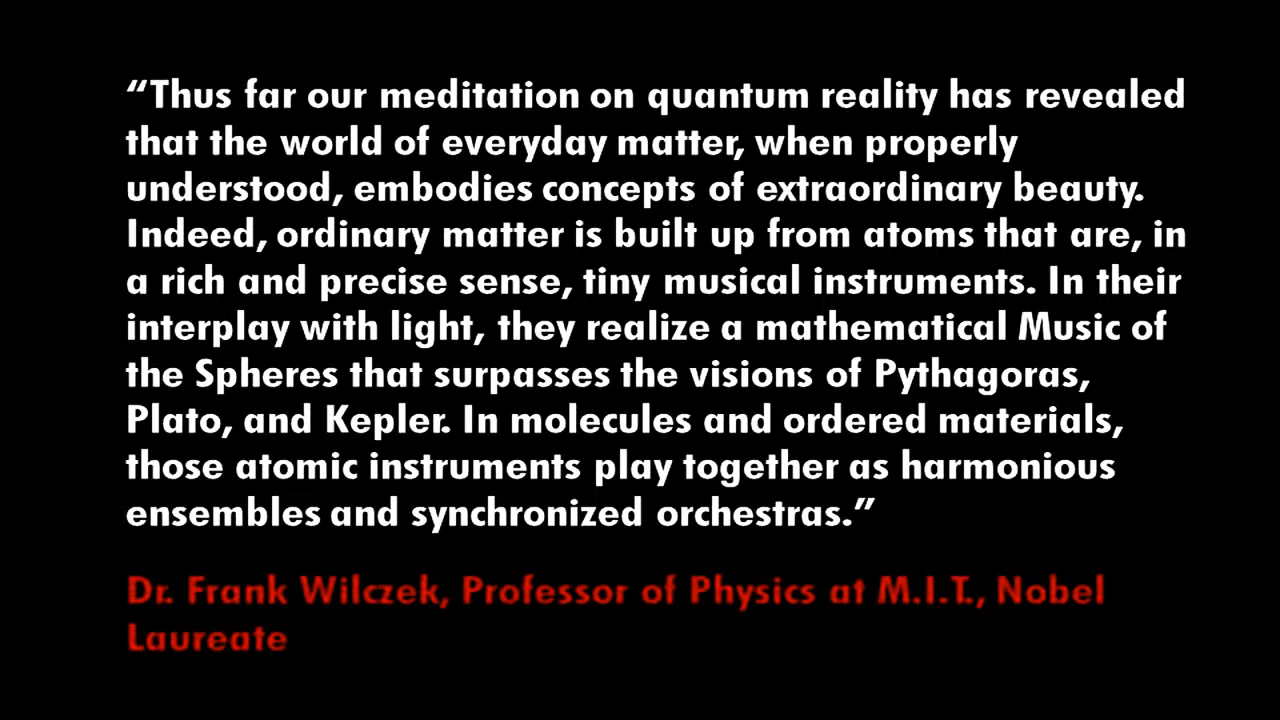 “Thus far our meditation on quantum reality has revealed
that the world of everyday matter, when properly
understood, embodies concepts of extraordinary beauty.
Indeed, ordinary matter is built up from atoms that are, in
a rich and precise sense, tiny musical instruments. In their
interplay with light, they realize a mathematical Music of
the Spheres that surpasses the visions of Pythagoras,
Plato, and Kepler. In molecules and ordered materials,
those atomic instruments play together as harmonious
ensembles and synchronized orchestras.”
Dr. Frank Wilczek, Professor of Physics at M.I.T., Nobel
Laureate